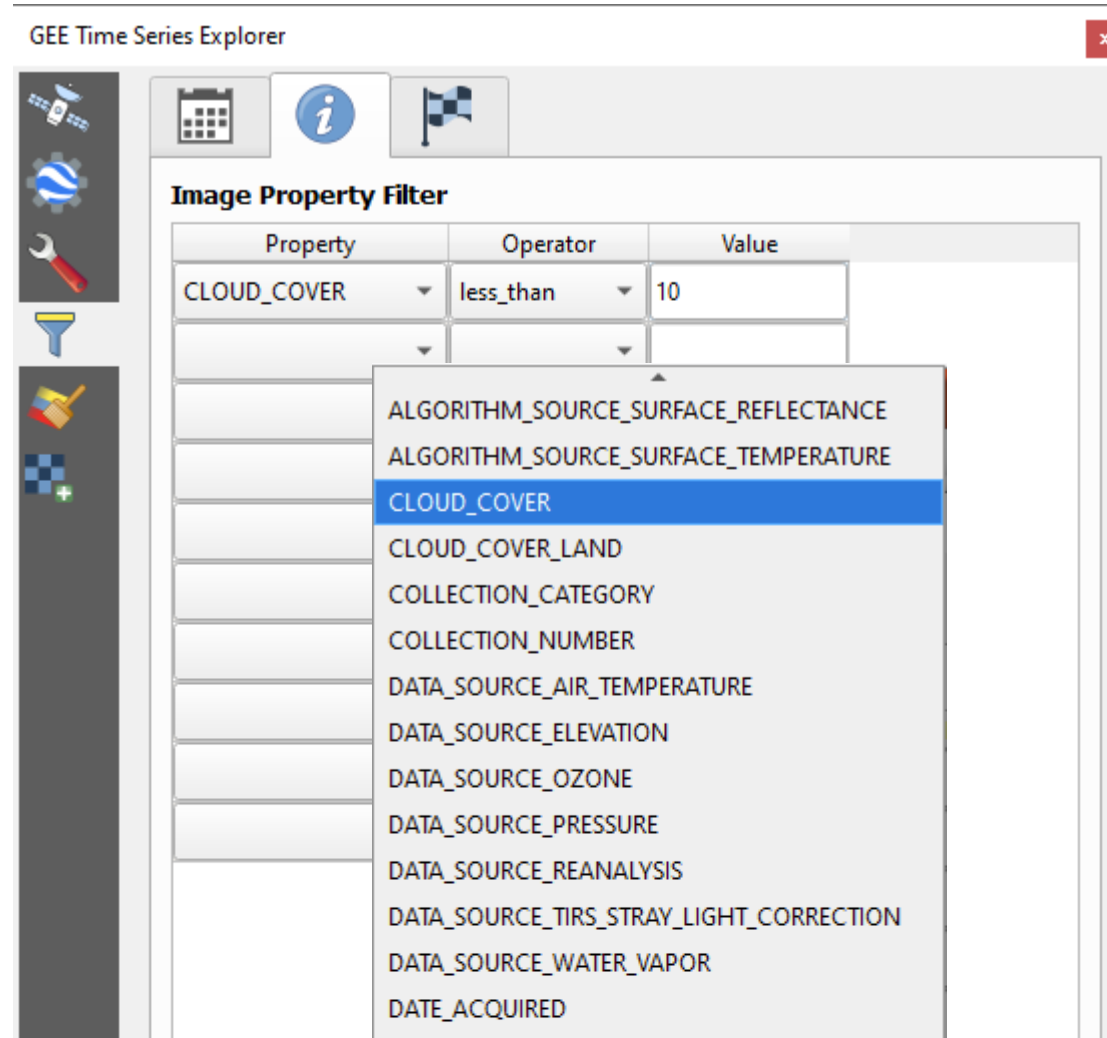 GEE Time Series Explorer
x
i
Image Property Filter
Property Operator Value
CLOUD_COVER less_than 10
ALGORITHM_SOURCE_SURFACE_REFLECTANCE
ALGORITHM_SOURCE_SURFACE_TEMPERATURE
CLOUD_COVER
CLOUD_COVER_LAND
COLLECTION_CATEGORY
COLLECTION_NUMBER
DATA_SOURCE_AIR_TEMPERATURE
DATA_SOURCE_ELEVATION
DATA_SOURCE_OZONE
DATA_SOURCE_PRESSURE
DATA_SOURCE_REANALYSIS
DATA_SOURCE_TIRS_STRAY_LIGHT_CORRECTION
DATA_SOURCE_WATER_VAPOR
DATE_ACQUIRED